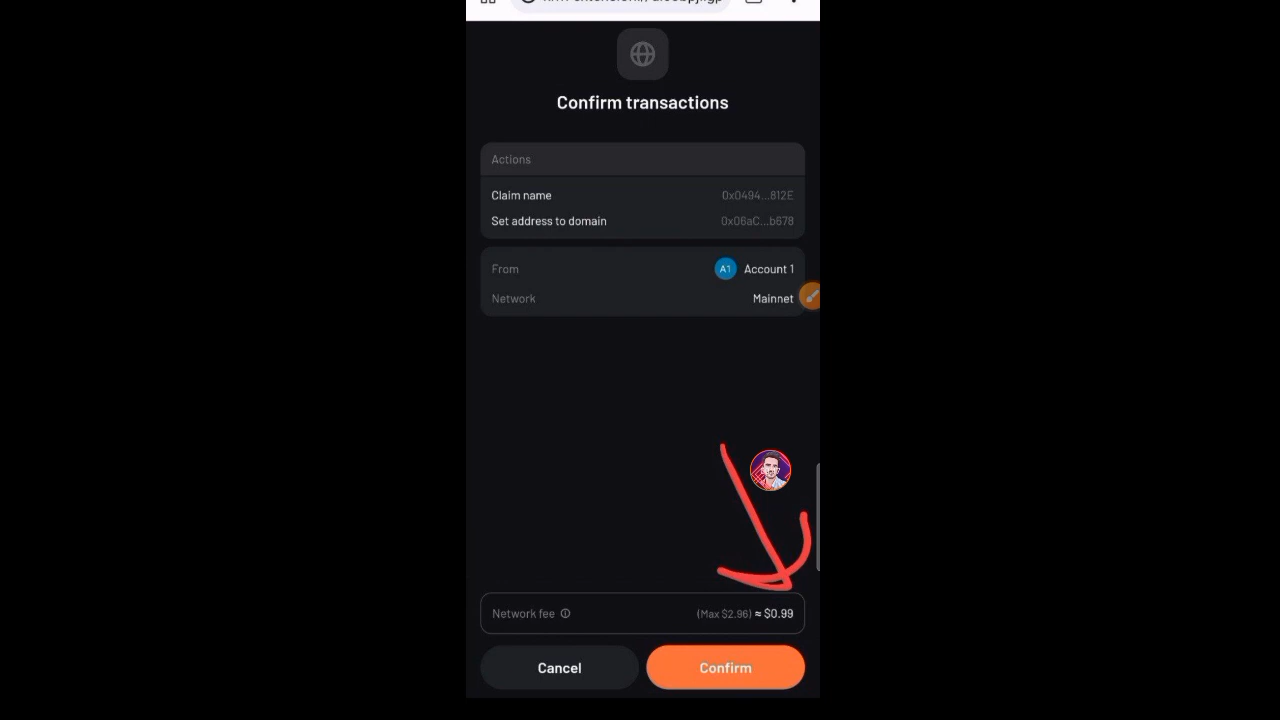 Confirm transactions
Actions
Claim name 0x0494...812E
Set address to domain 0x06aC...b678
From A1 Account 1
Network Mainnet
Network fee (Max $2.96) ≈ $0.99
Cancel Confirm